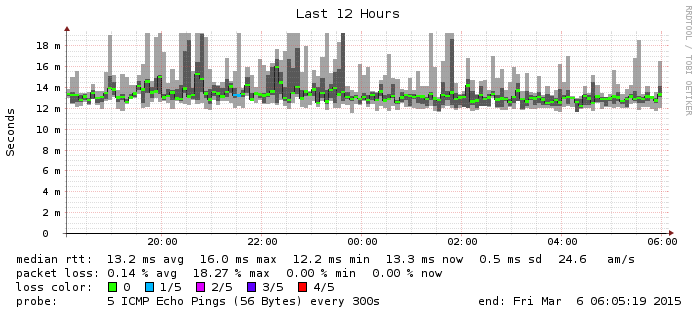 Last 12 Hours
RRDTOOL / TOBI OETIKER
Seconds
18 m
16 m
14 m
12 m
10 m
8 m
6 m
4 m
2 m
0
20:00 22:00 00:00 02:00 04:00 06:00
median rtt: 13.2 ms avg 16.0 ms max 12.2 ms min 13.3 ms now 0.5 ms sd 24.6 am/s
packet loss: 0.14 % avg 18.27 % max 0.00 % min 0.00 % now
loss color: 0 1/5 2/5 3/5 4/5
probe: 5 ICMP Echo Pings (56 Bytes) every 300s end: Fri Mar 6 06:05:19 2015